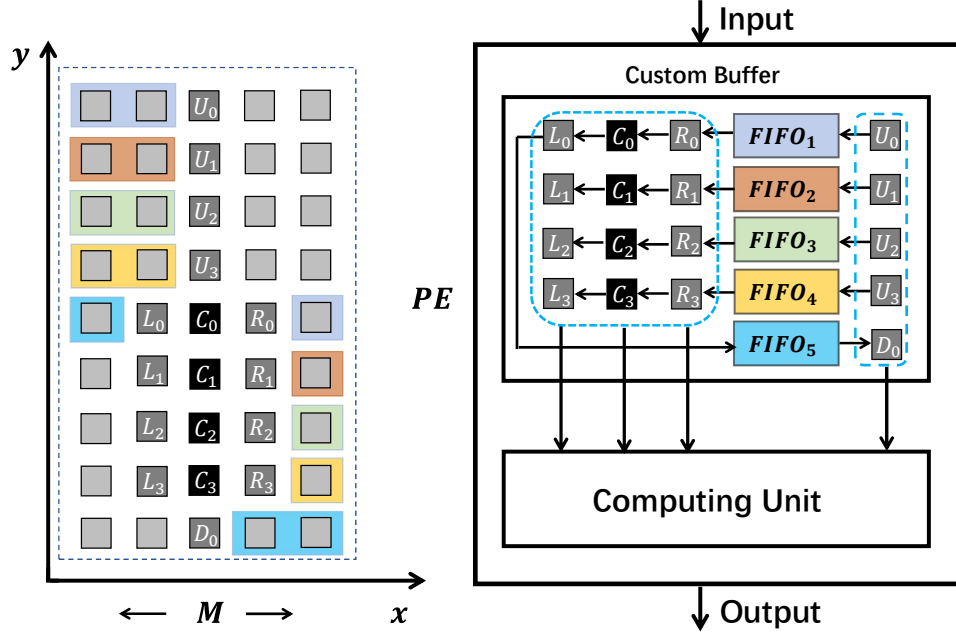 y
U₀
U₁
U₂
U₃
L₀ C₀ R₀
L₁ C₁ R₁
L₂ C₂ R₂
L₃ C₃ R₃
D₀
M
x
PE
Input
Custom Buffer
L₀ C₀ R₀ FIFO₁ U₀
L₁ C₁ R₁ FIFO₂ U₁
L₂ C₂ R₂ FIFO₃ U₂
L₃ C₃ R₃ FIFO₄ U₃
FIFO₅ D₀
Computing Unit
Output